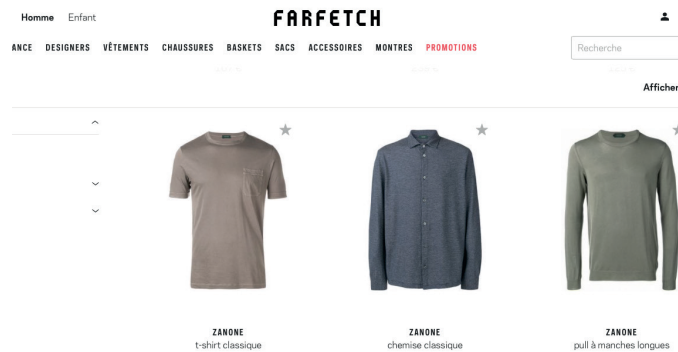 Homme Enfant FARFETCH
ANCE DESIGNERS VÊTEMENTS CHAUSSURES BASKETS SACS ACCESSOIRES MONTRES PROMOTIONS Recherche
Afficher
ZANONE ZANONE ZANONE
t-shirt classique chemise classique pull à manches longues